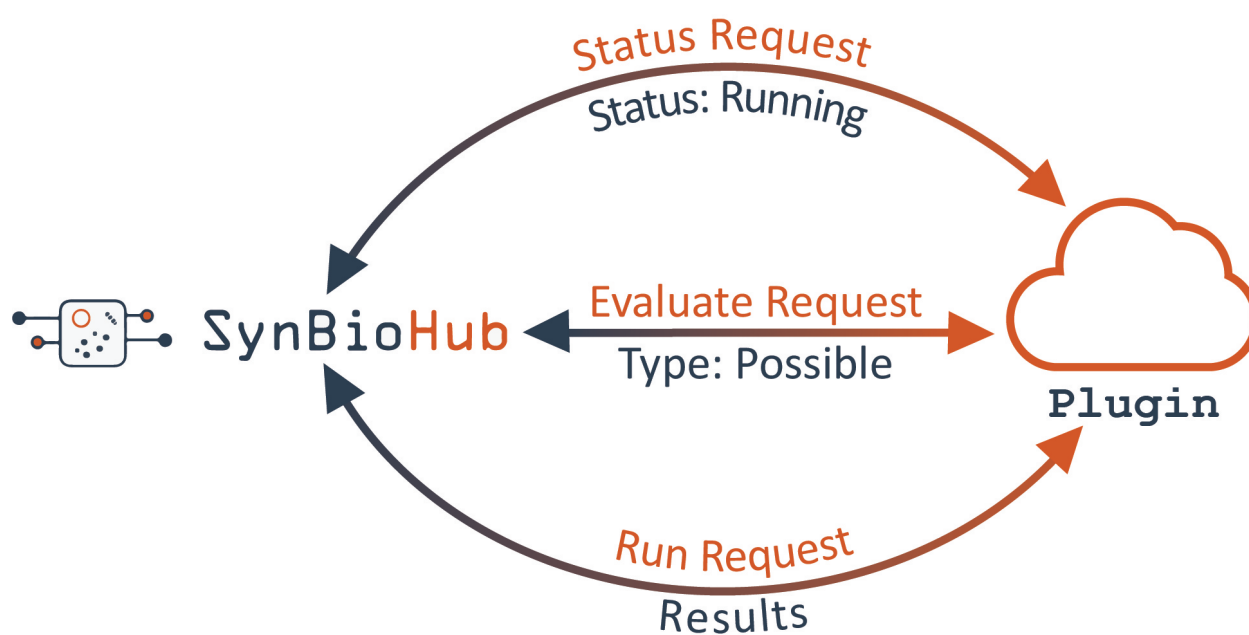 Status Request
Status: Running
SynBioHub
Evaluate Request
Type: Possible
Plugin
Run Request
Results